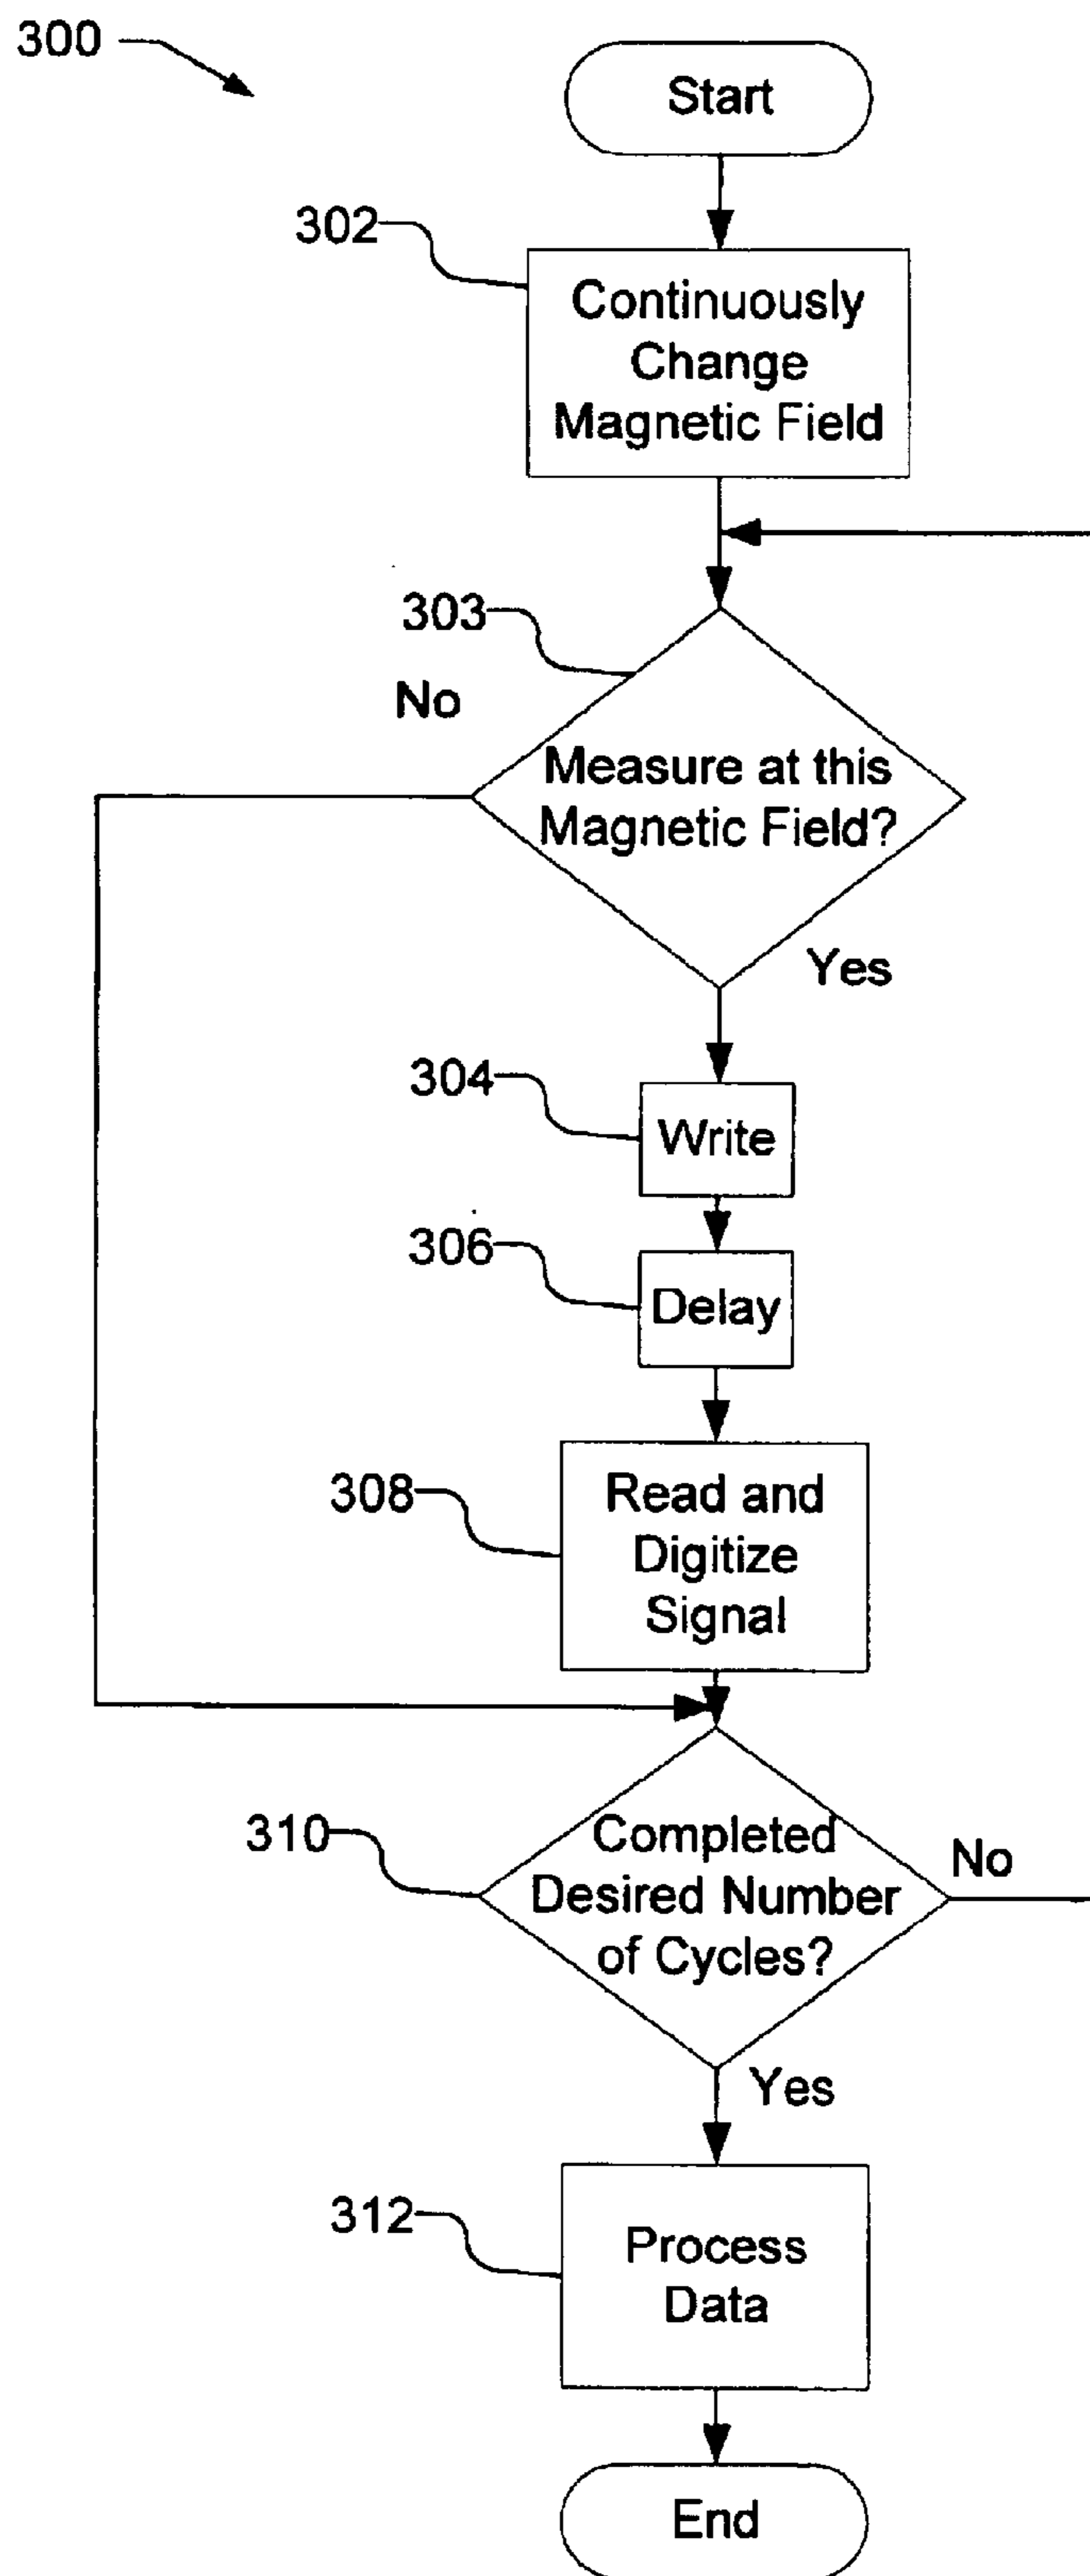 300
Start
302
Continuously
Change
Magnetic Field
303
No
Measure at this
Magnetic Field?
Yes
304
Write
306
Delay
308
Read and
Digitize
Signal
310
Completed
Desired Number
of Cycles?
No
Yes
312
Process
Data
End